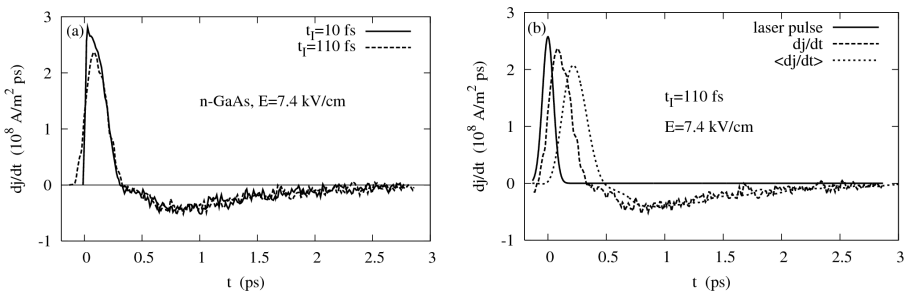 (a)
t_I=10 fs
t_I=110 fs
n-GaAs, E=7.4 kV/cm
dj/dt (10^8 A/m^2 ps)
3
2
1
0
-1
0 0.5 1 1.5 2 2.5 3
t (ps)
(b)
laser pulse
dj/dt
<dj/dt>
t_I=110 fs
E=7.4 kV/cm
dj/dt (10^8 A/m^2 ps)
3
2
1
0
-1
0 0.5 1 1.5 2 2.5 3
t (ps)